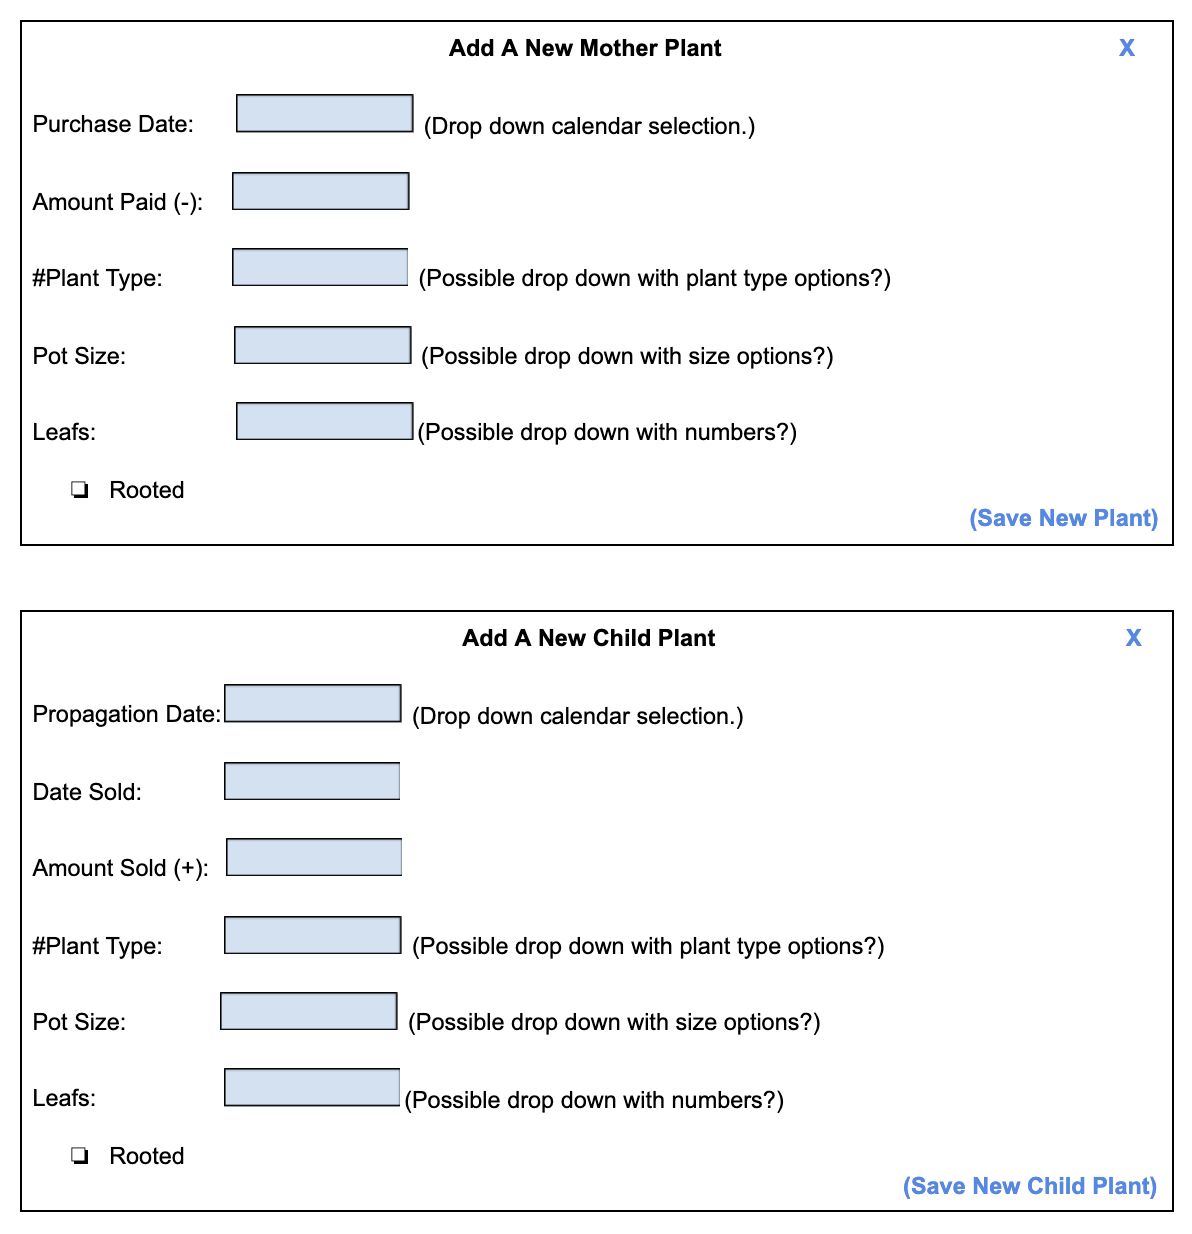 Add A New Mother Plant X
Purchase Date: (Drop down calendar selection.)
Amount Paid (-):
#Plant Type: (Possible drop down with plant type options?)
Pot Size: (Possible drop down with size options?)
Leafs: (Possible drop down with numbers?)
Rooted
(Save New Plant)
Add A New Child Plant X
Propagation Date: (Drop down calendar selection.)
Date Sold:
Amount Sold (+):
#Plant Type: (Possible drop down with plant type options?)
Pot Size: (Possible drop down with size options?)
Leafs: (Possible drop down with numbers?)
Rooted
(Save New Child Plant)